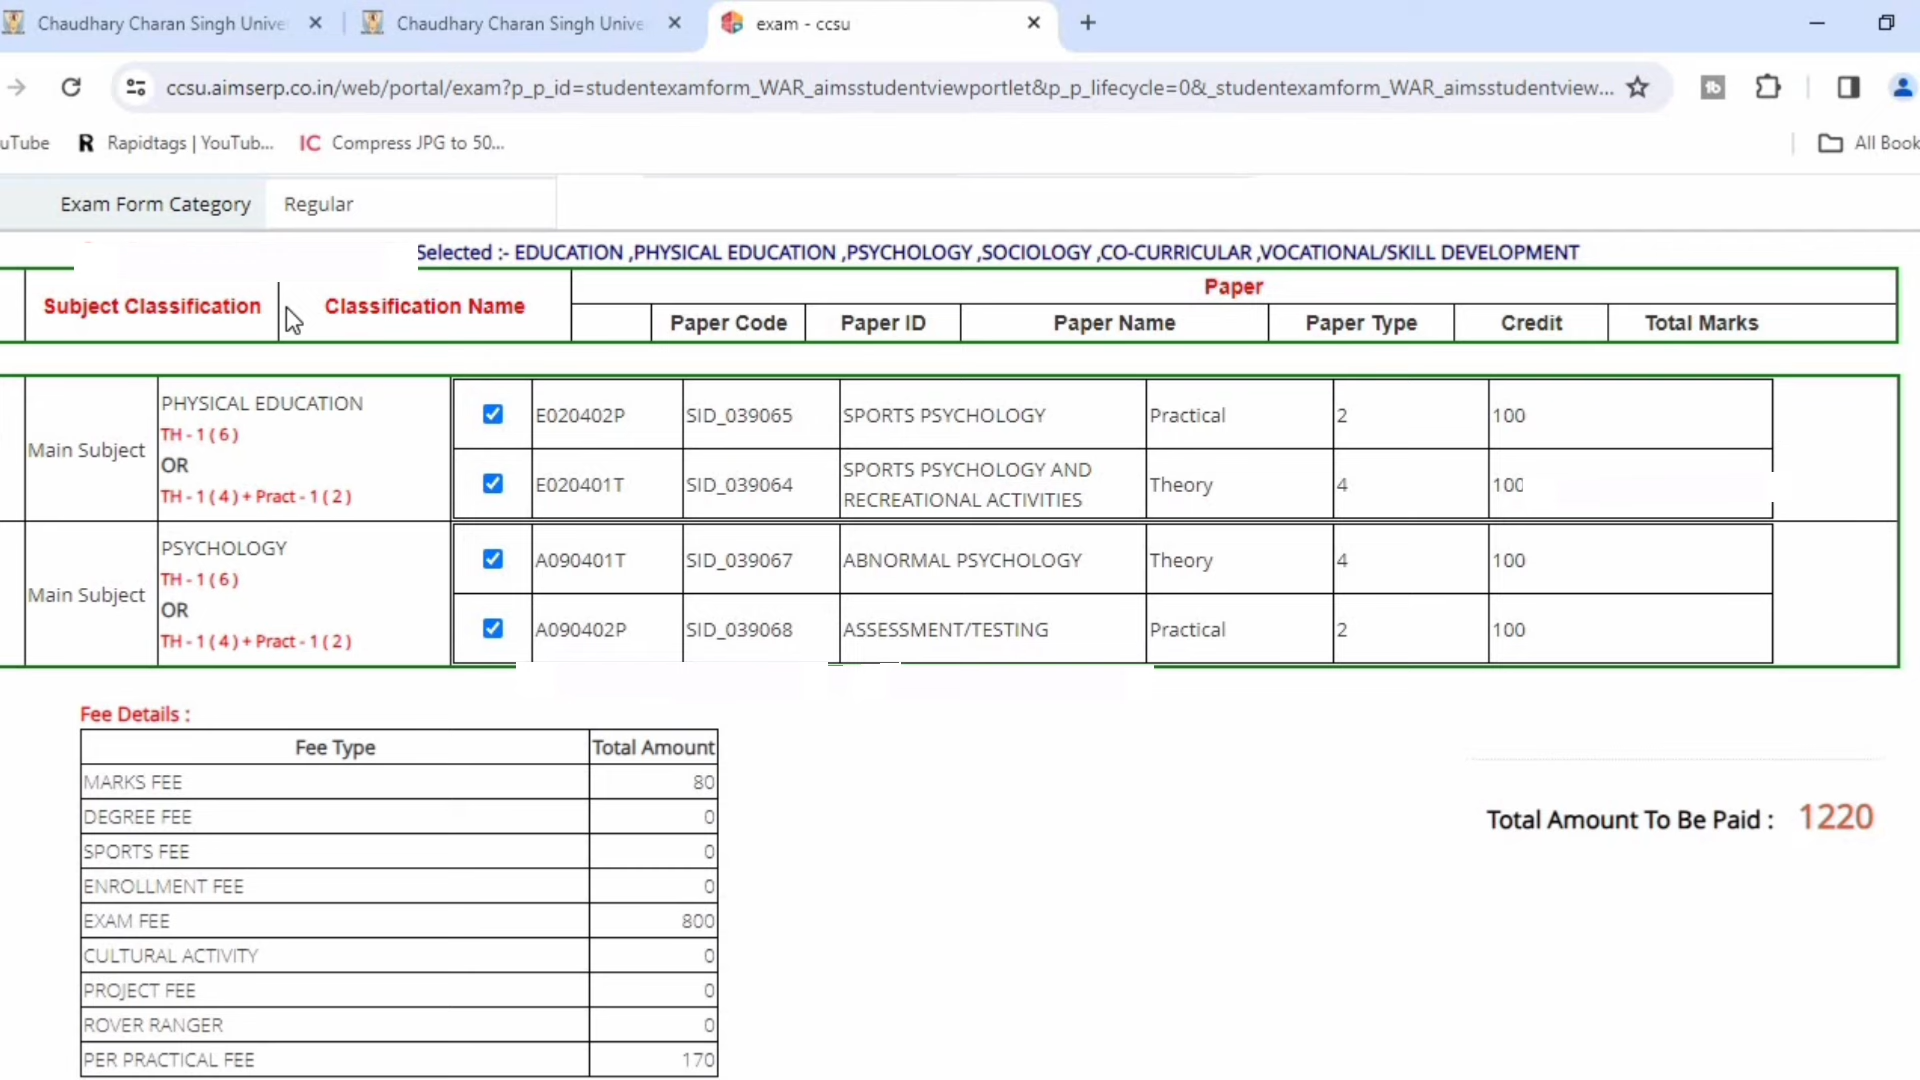 Chaudhary Charan Singh Unive
Chaudhary Charan Singh Unive
exam - ccsu
ccsu.aimserp.co.in/web/portal/exam?p_p_id=studentexamform_WAR_aimsstudentviewportlet&p_p_lifecycle=0&_studentexamform_WAR_aimsstudentview...
uTube
Rapidtags | YouTub...
IC Compress JPG to 50...
All Book
Exam Form Category Regular
Selected :- EDUCATION ,PHYSICAL EDUCATION ,PSYCHOLOGY ,SOCIOLOGY ,CO-CURRICULAR ,VOCATIONAL/SKILL DEVELOPMENT
Subject Classification Classification Name Paper
Paper Code Paper ID Paper Name Paper Type Credit Total Marks
Main Subject
PHYSICAL EDUCATION
TH - 1 ( 6 )
OR
TH - 1 ( 4 ) + Pract - 1 ( 2 )
E020402P SID_039065 SPORTS PSYCHOLOGY Practical 2 100
E020401T SID_039064 SPORTS PSYCHOLOGY AND RECREATIONAL ACTIVITIES Theory 4 100
Main Subject
PSYCHOLOGY
TH - 1 ( 6 )
OR
TH - 1 ( 4 ) + Pract - 1 ( 2 )
A090401T SID_039067 ABNORMAL PSYCHOLOGY Theory 4 100
A090402P SID_039068 ASSESSMENT/TESTING Practical 2 100
Fee Details :
Fee Type Total Amount
MARKS FEE 80
DEGREE FEE 0
SPORTS FEE 0
ENROLLMENT FEE 0
EXAM FEE 800
CULTURAL ACTIVITY 0
PROJECT FEE 0
ROVER RANGER 0
PER PRACTICAL FEE 170
Total Amount To Be Paid : 1220